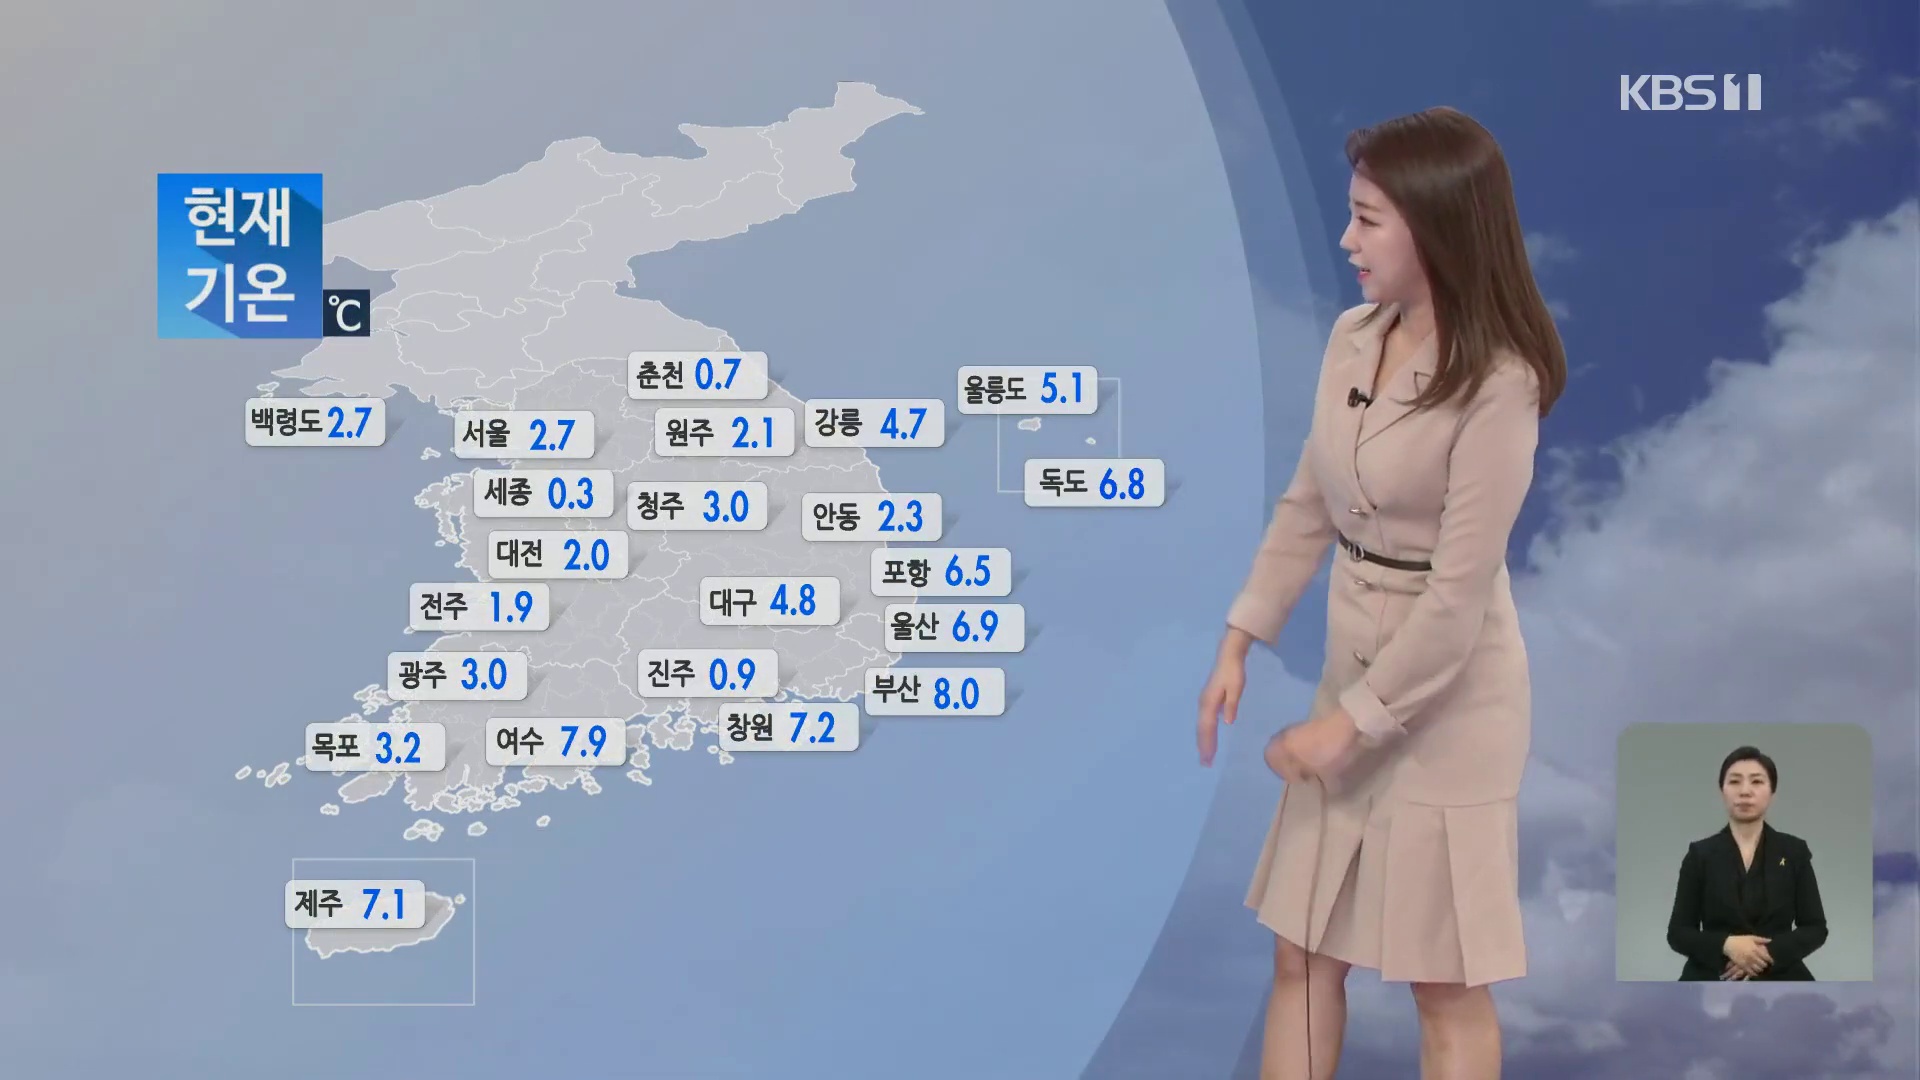 KBS 1
현재
기온
℃
춘천 0.7
울릉도 5.1
백령도 2.7
서울 2.7
원주 2.1
강릉 4.7
독도 6.8
세종 0.3
청주 3.0
안동 2.3
대전 2.0
포항 6.5
전주 1.9
대구 4.8
울산 6.9
광주 3.0
진주 0.9
부산 8.0
목포 3.2
여수 7.9
창원 7.2
제주 7.1